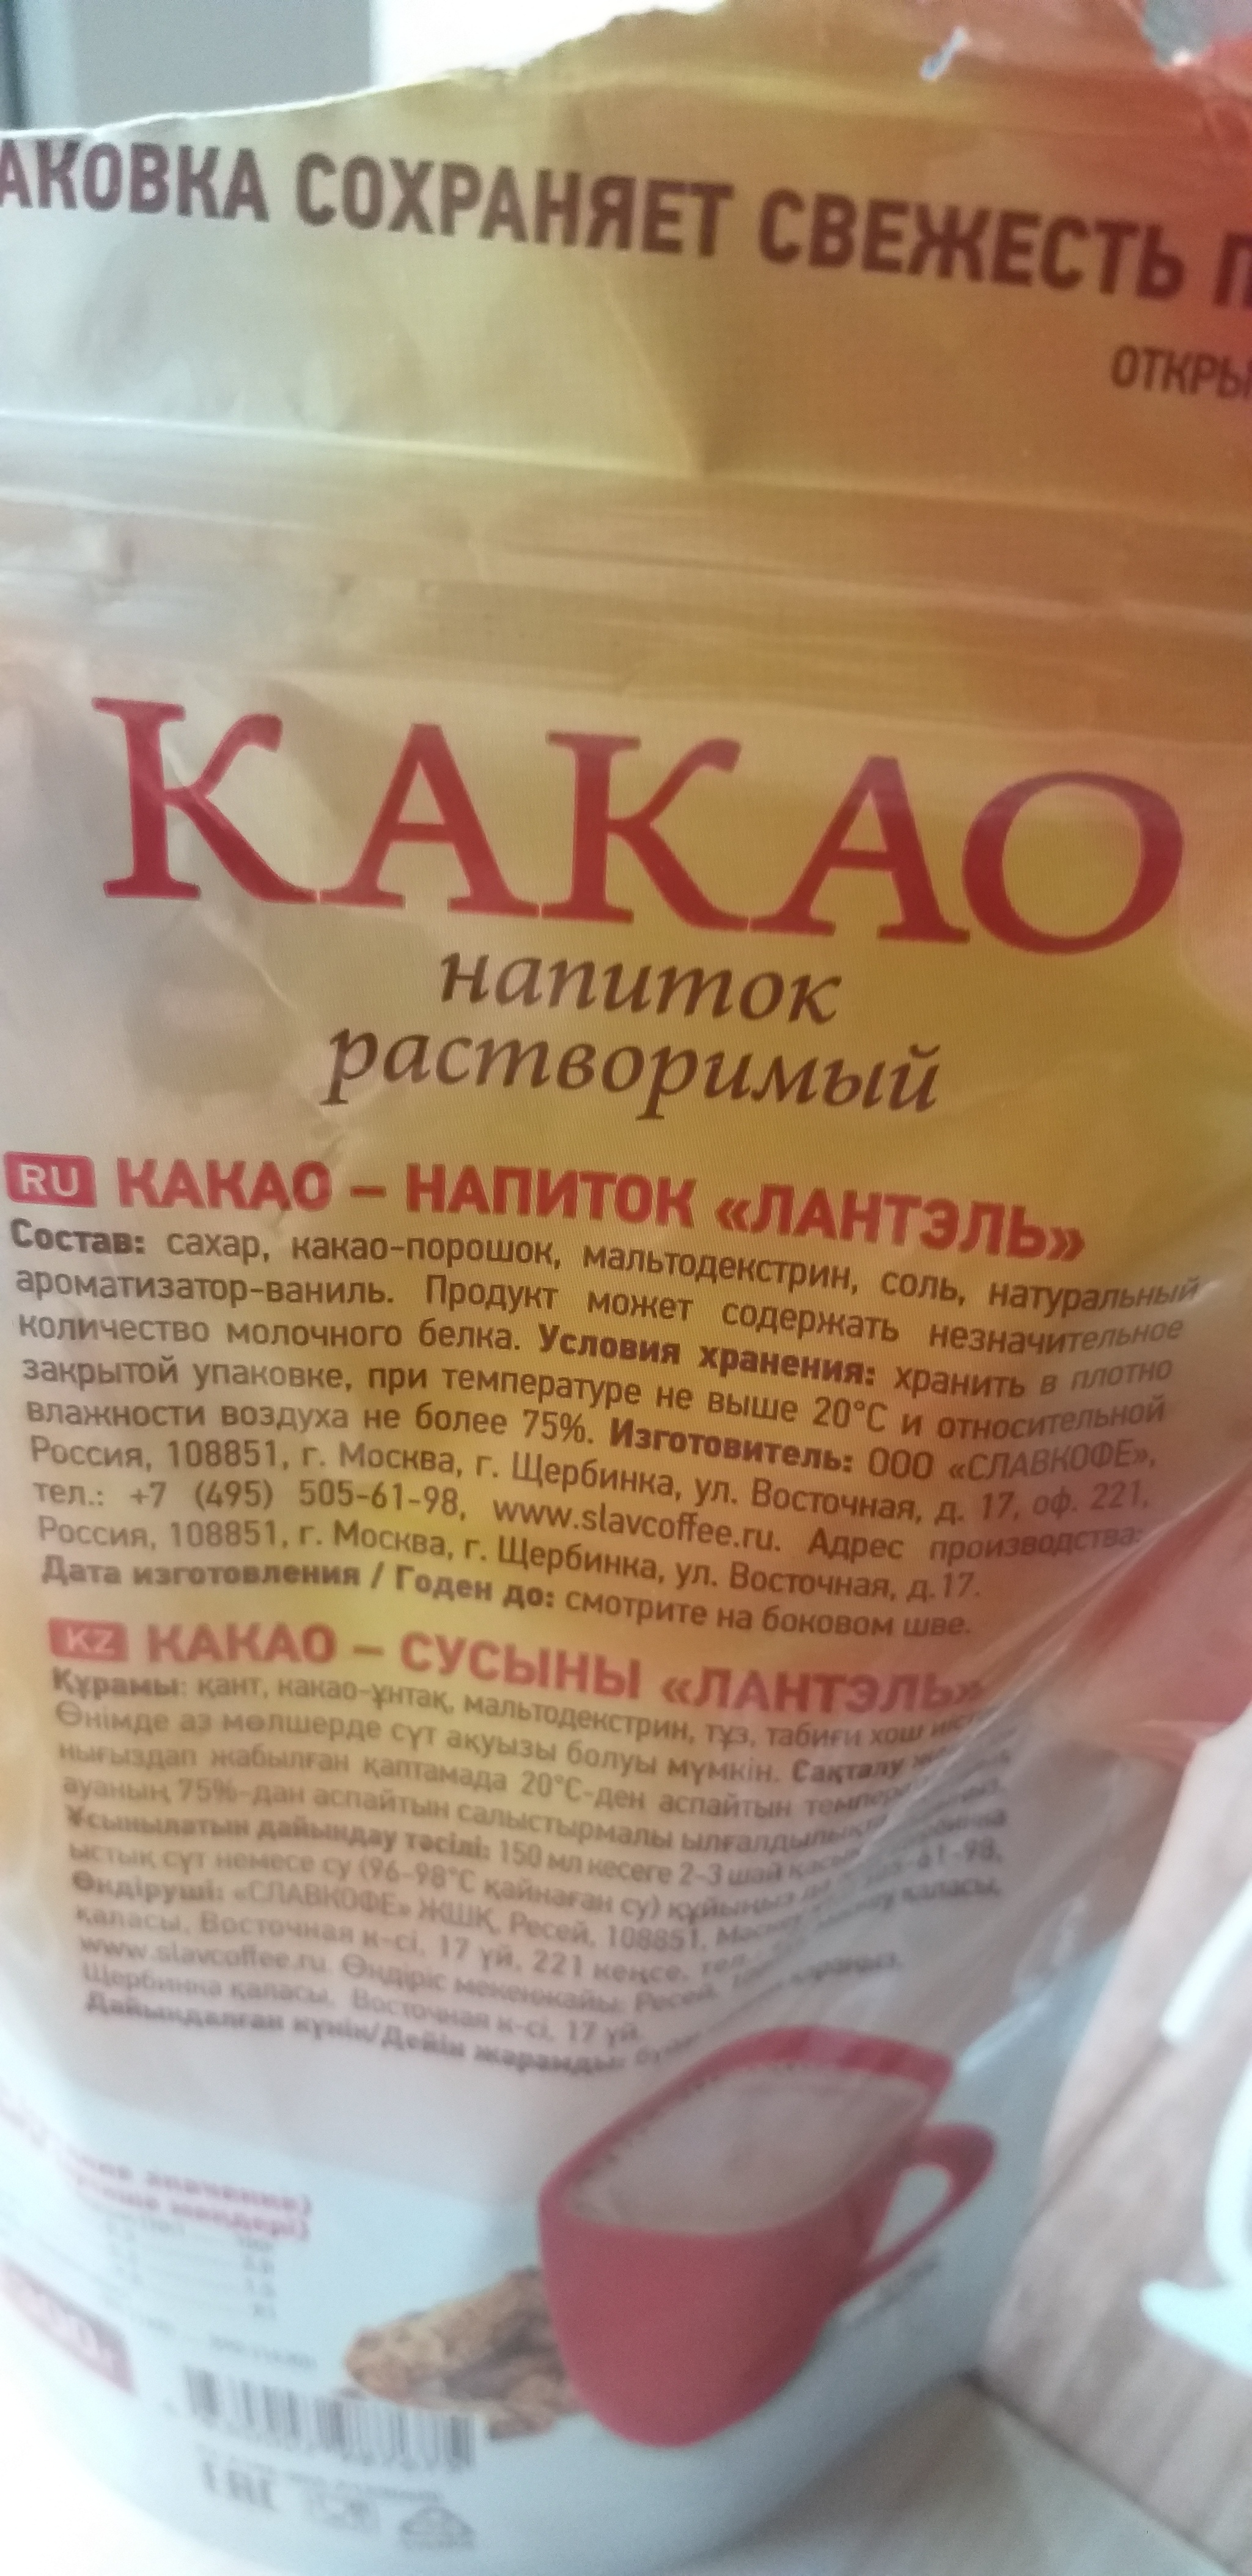 АКОВКА СОХРАНЯЕТ СВЕЖЕСТЬ П
ОТКРЫ
КАКАО
напиток
растворимый
RU КАКАО – НАПИТОК «ЛАНТЭЛЬ»
Состав: сахар, какао-порошок, мальтодекстрин, соль, натуральный
ароматизатор-ваниль. Продукт может содержать незначительное
количество молочного белка. Условия хранения: хранить в плотно
закрытой упаковке, при температуре не выше 20°С и относительной
влажности воздуха не более 75%. Изготовитель: ООО «СЛАВКОФЕ»,
Россия, 108851, г. Москва, г. Щербинка, ул. Восточная, д. 17, оф. 221,
тел.: +7 (495) 505-61-98, www.slavcoffee.ru. Адрес производства:
Россия, 108851, г. Москва, г. Щербинка, ул. Восточная, д.17.
Дата изготовления / Годен до: смотрите на боковом шве.
KZ КАКАО – СУСЫНЫ «ЛАНТЭЛЬ»
Құрамы: қант, какао-ұнтақ, мальтодекстрин, тұз, табиғи хош
Өнімде аз мөлшерде сүт ақуызы болуы мүмкін. Сақталу
нығыздап жабылған қаптамада 20°С-ден аспайтын
ауаның 75%-дан аспайтын салыстырмалы
Ұсынылатын дайындау тәсілі: 150 мл кесеге 2-3 шай
ыстық сүт немесе су (96-98°С қайнаған су) құйыңыз
Өндіруші: «СЛАВКОФЕ» ЖШҚ, Ресей, 108851,
қаласы, Восточная к-сі, 17 үй, 221 кеңсе, тел.
www.slavcoffee.ru. Өндіріс мекенжайы: Ресей,
Щербинка қаласы, Восточная к-сі, 17 үй.
Дайындалған күнін/Дейін жарамды: